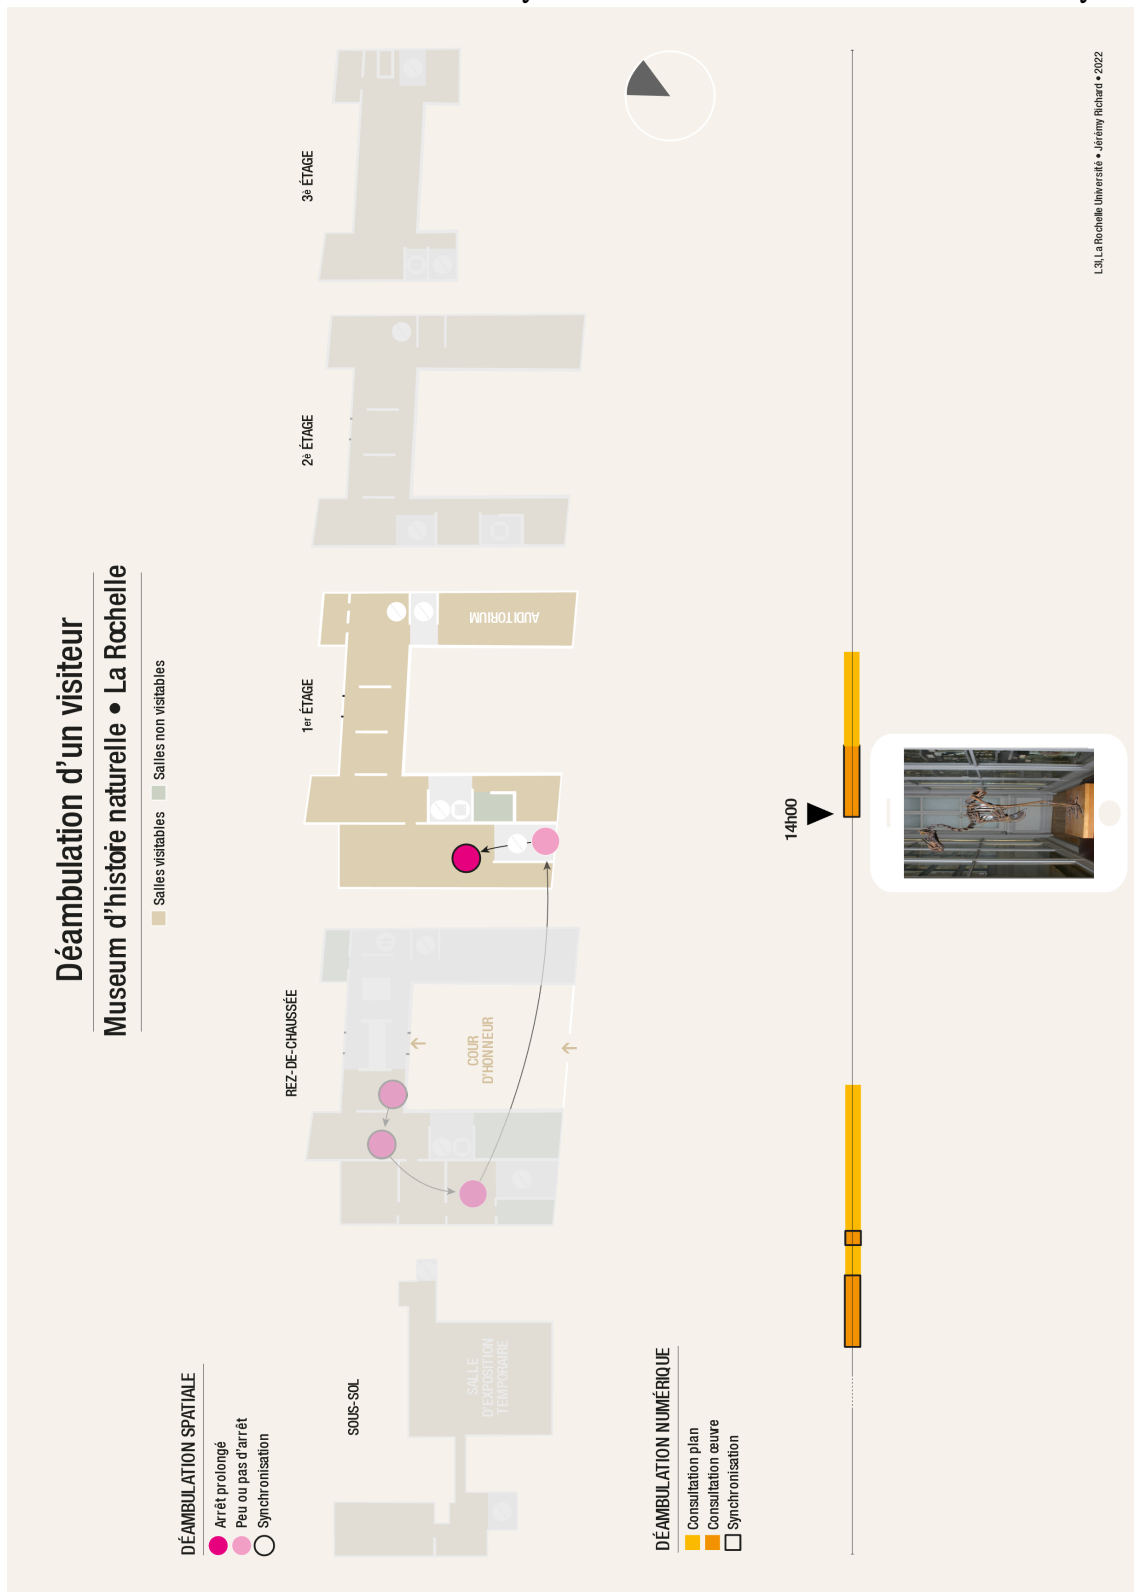 Déambulation d'un visiteur
Museum d'histoire naturelle • La Rochelle
Salles visitables
Salles non visitables
DÉAMBULATION SPATIALE
Arrêt prolongé
Peu ou pas d'arrêt
Synchronisation
SOUS-SOL
SALLE
D'EXPOSITION
TEMPORAIRE
REZ-DE-CHAUSSÉE
COUR
D'HONNEUR
1er ÉTAGE
AUDITORIUM
2è ÉTAGE
3è ÉTAGE
DÉAMBULATION NUMÉRIQUE
Consultation plan
Consultation œuvre
Synchronisation
14h00
L3I, La Rochelle Université • Jérémy Richard • 2022